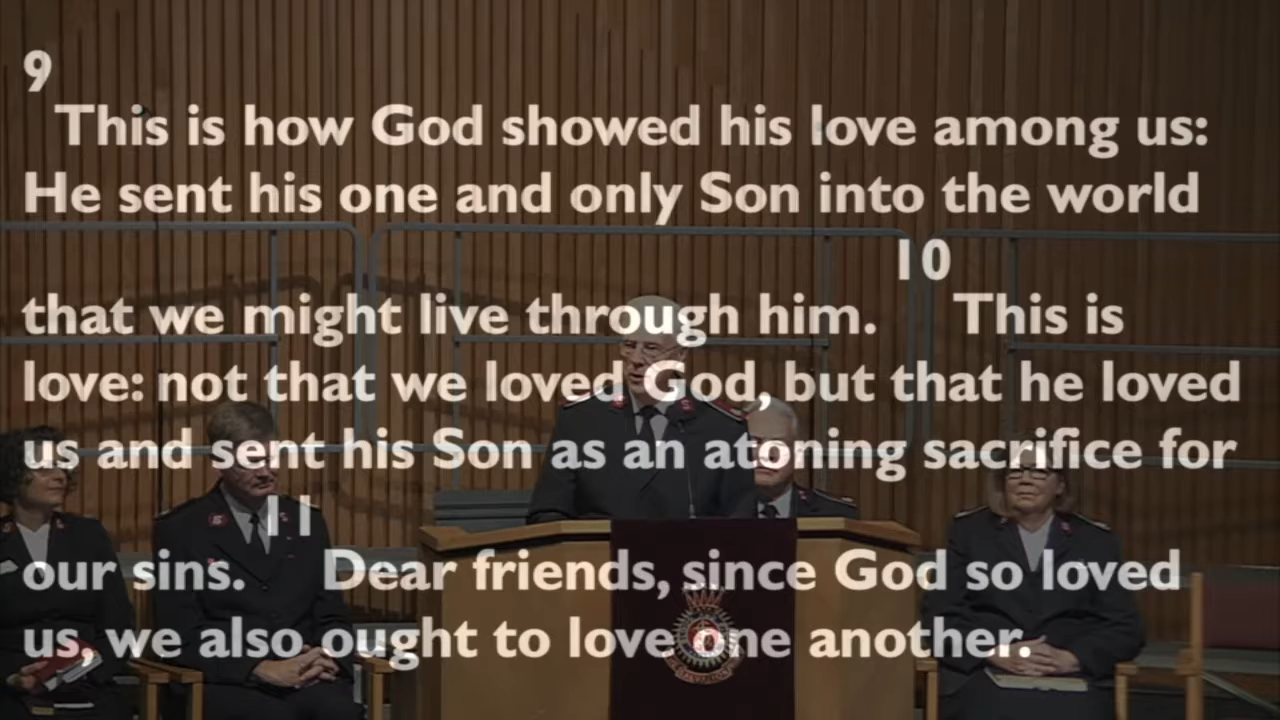 9
This is how God showed his love among us:
He sent his one and only Son into the world
10
that we might live through him. This is
love: not that we loved God, but that he loved
us and sent his Son as an atoning sacrifice for
11
our sins. Dear friends, since God so loved
us, we also ought to love one another.